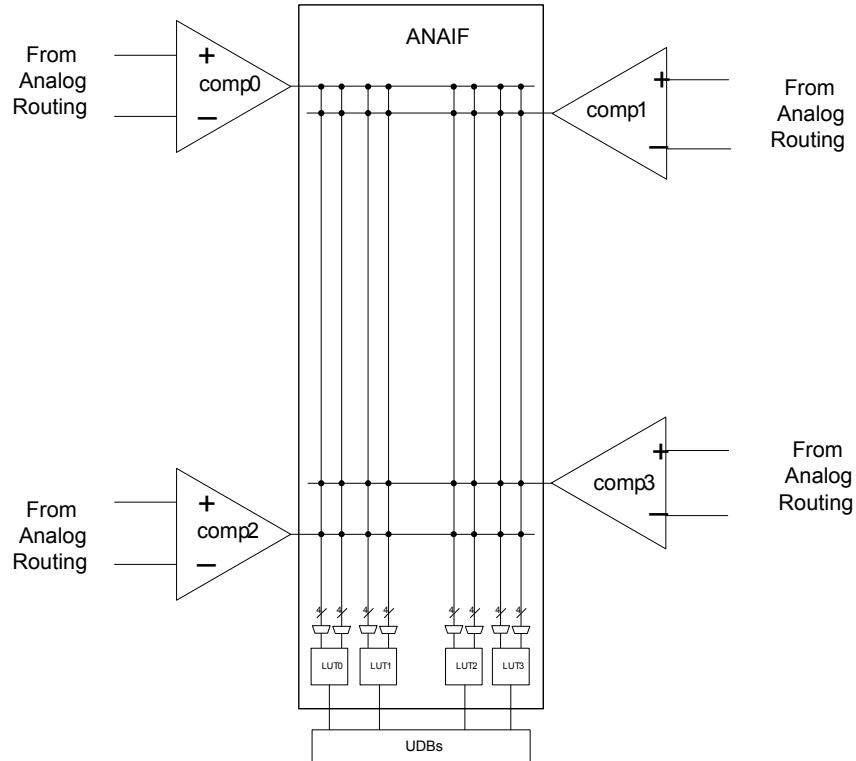 ANAIF
From
Analog
Routing
+
comp0
−
+
comp1
−
From
Analog
Routing
From
Analog
Routing
+
comp2
−
+
comp3
−
From
Analog
Routing
4 4 4 4 4 4 4 4
LUT0 LUT1 LUT2 LUT3
UDBs